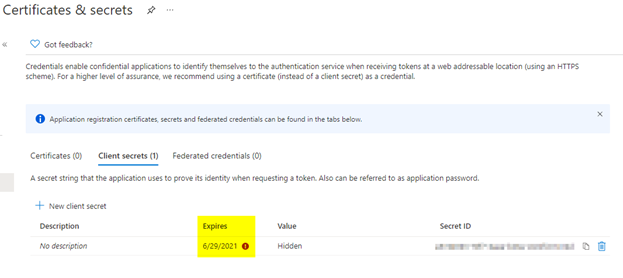 Certificates & secrets
Got feedback?
Credentials enable confidential applications to identify themselves to the authentication service when receiving tokens at a web addressable location (using an HTTPS
scheme). For a higher level of assurance, we recommend using a certificate (instead of a client secret) as a credential.
Application registration certificates, secrets and federated credentials can be found in the tabs below.
Certificates (0) Client secrets (1) Federated credentials (0)
A secret string that the application uses to prove its identity when requesting a token. Also can be referred to as application password.
New client secret
Description Expires Value Secret ID
No description 6/29/2021 Hidden